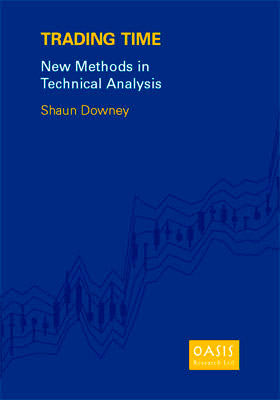 TRADING TIME
New Methods in
Technical Analysis
Shaun Downey
OASIS
Research Ltd